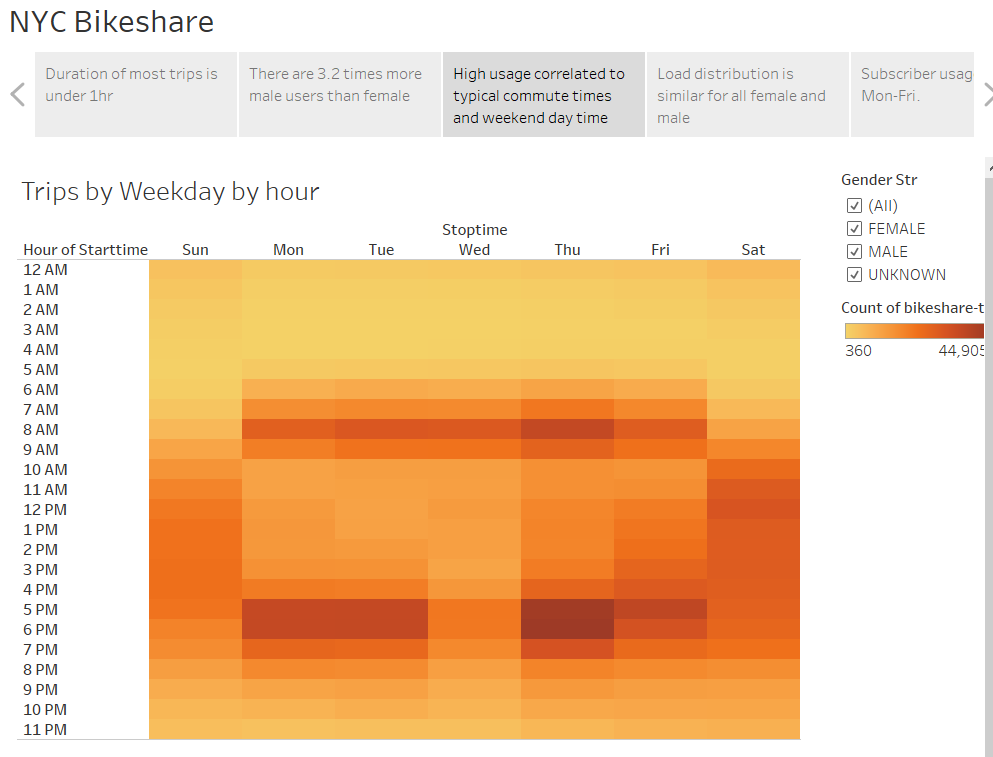 NYC Bikeshare
Duration of most trips is
under 1hr
There are 3.2 times more
male users than female
High usage correlated to
typical commute times
and weekend day time
Load distribution is
similar for all female and
male
Subscriber usag
Mon-Fri.
Trips by Weekday by hour
Stoptime
Hour of Starttime Sun Mon Tue Wed Thu Fri Sat
12 AM
1 AM
2 AM
3 AM
4 AM
5 AM
6 AM
7 AM
8 AM
9 AM
10 AM
11 AM
12 PM
1 PM
2 PM
3 PM
4 PM
5 PM
6 PM
7 PM
8 PM
9 PM
10 PM
11 PM
Gender Str
(All)
FEMALE
MALE
UNKNOWN
Count of bikeshare-t
360 44,905